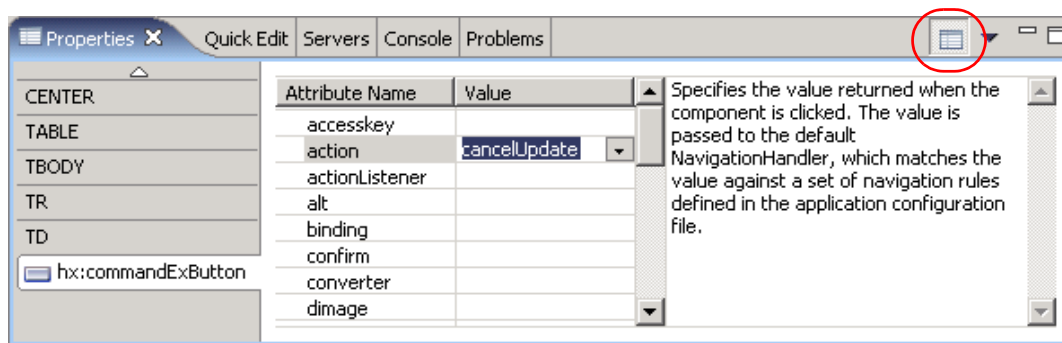 Properties Quick Edit Servers Console Problems
CENTER
TABLE
TBODY
TR
TD
hx:commandExButton
Attribute Name Value
accesskey
action cancelUpdate
actionListener
alt
binding
confirm
converter
dimage
Specifies the value returned when the
component is clicked. The value is
passed to the default
NavigationHandler, which matches the
value against a set of navigation rules
defined in the application configuration
file.